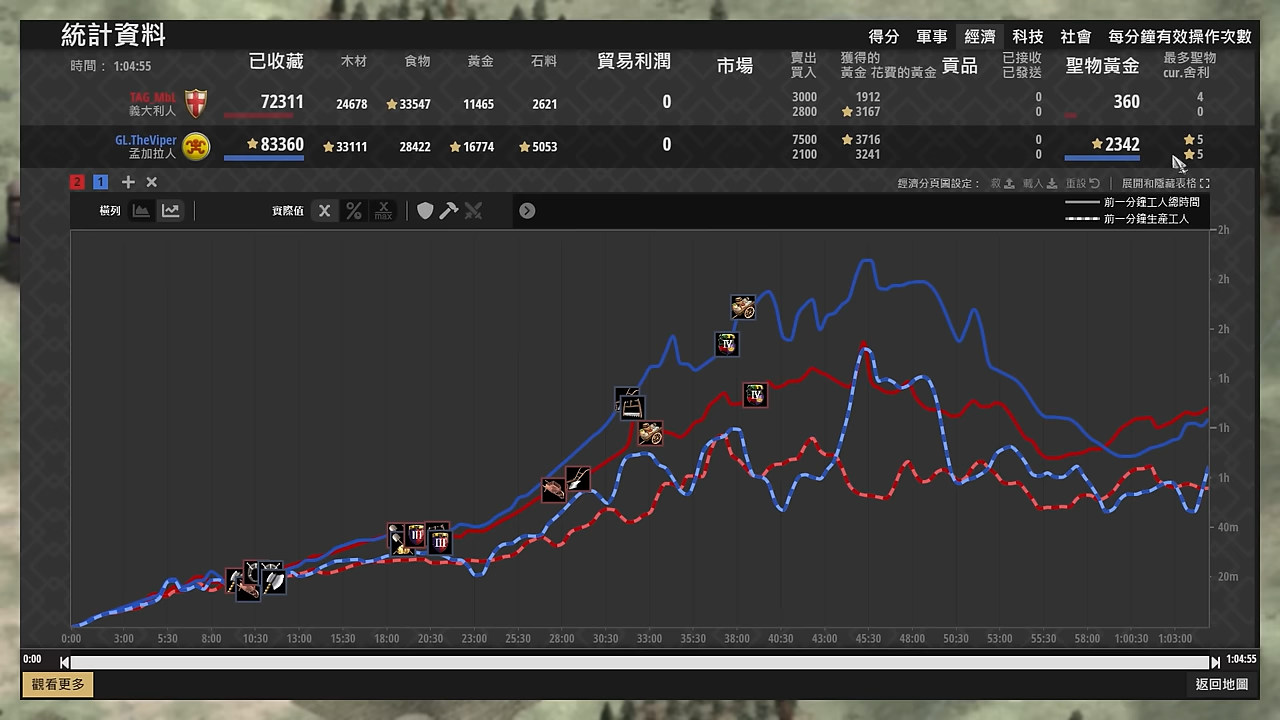 統計資料
得分 軍事 經濟 科技 社會 每分鐘有效操作次數
時間： 1:04:55
已收藏 木材 食物 黃金 石料 貿易利潤 市場 賣出 獲得的 貢品 已接收 聖物黃金 最多聖物
買入 黃金 花費的黃金 已發送 cur.舍利
TAG_MbL
義大利人
72311 24678 33547 11465 2621 0 3000 1912 0 360 4
2800 3167 0 0
GL.TheViper
孟加拉人
83360 33111 28422 16774 5053 0 7500 3716 0 2342 5
2100 3241 0 5
2 1
經濟分頁圖設定： 救 載入 重設 展開和隱藏表格
橫列 實際值 X % X max
前一分鐘工人總時間
前一分鐘生產工人
2h
2h
2h
1h
1h
1h
40m
20m
IV
IV
III
III
0:00 3:00 5:30 8:00 10:30 13:00 15:30 18:00 20:30 25:30 28:00 30:30 33:00 35:30 38:00 40:30 43:00 45:30 48:00 50:30 53:00 55:30 58:00 1:00:30 1:03:00
0:00 1:04:55
觀看更多 返回地圖